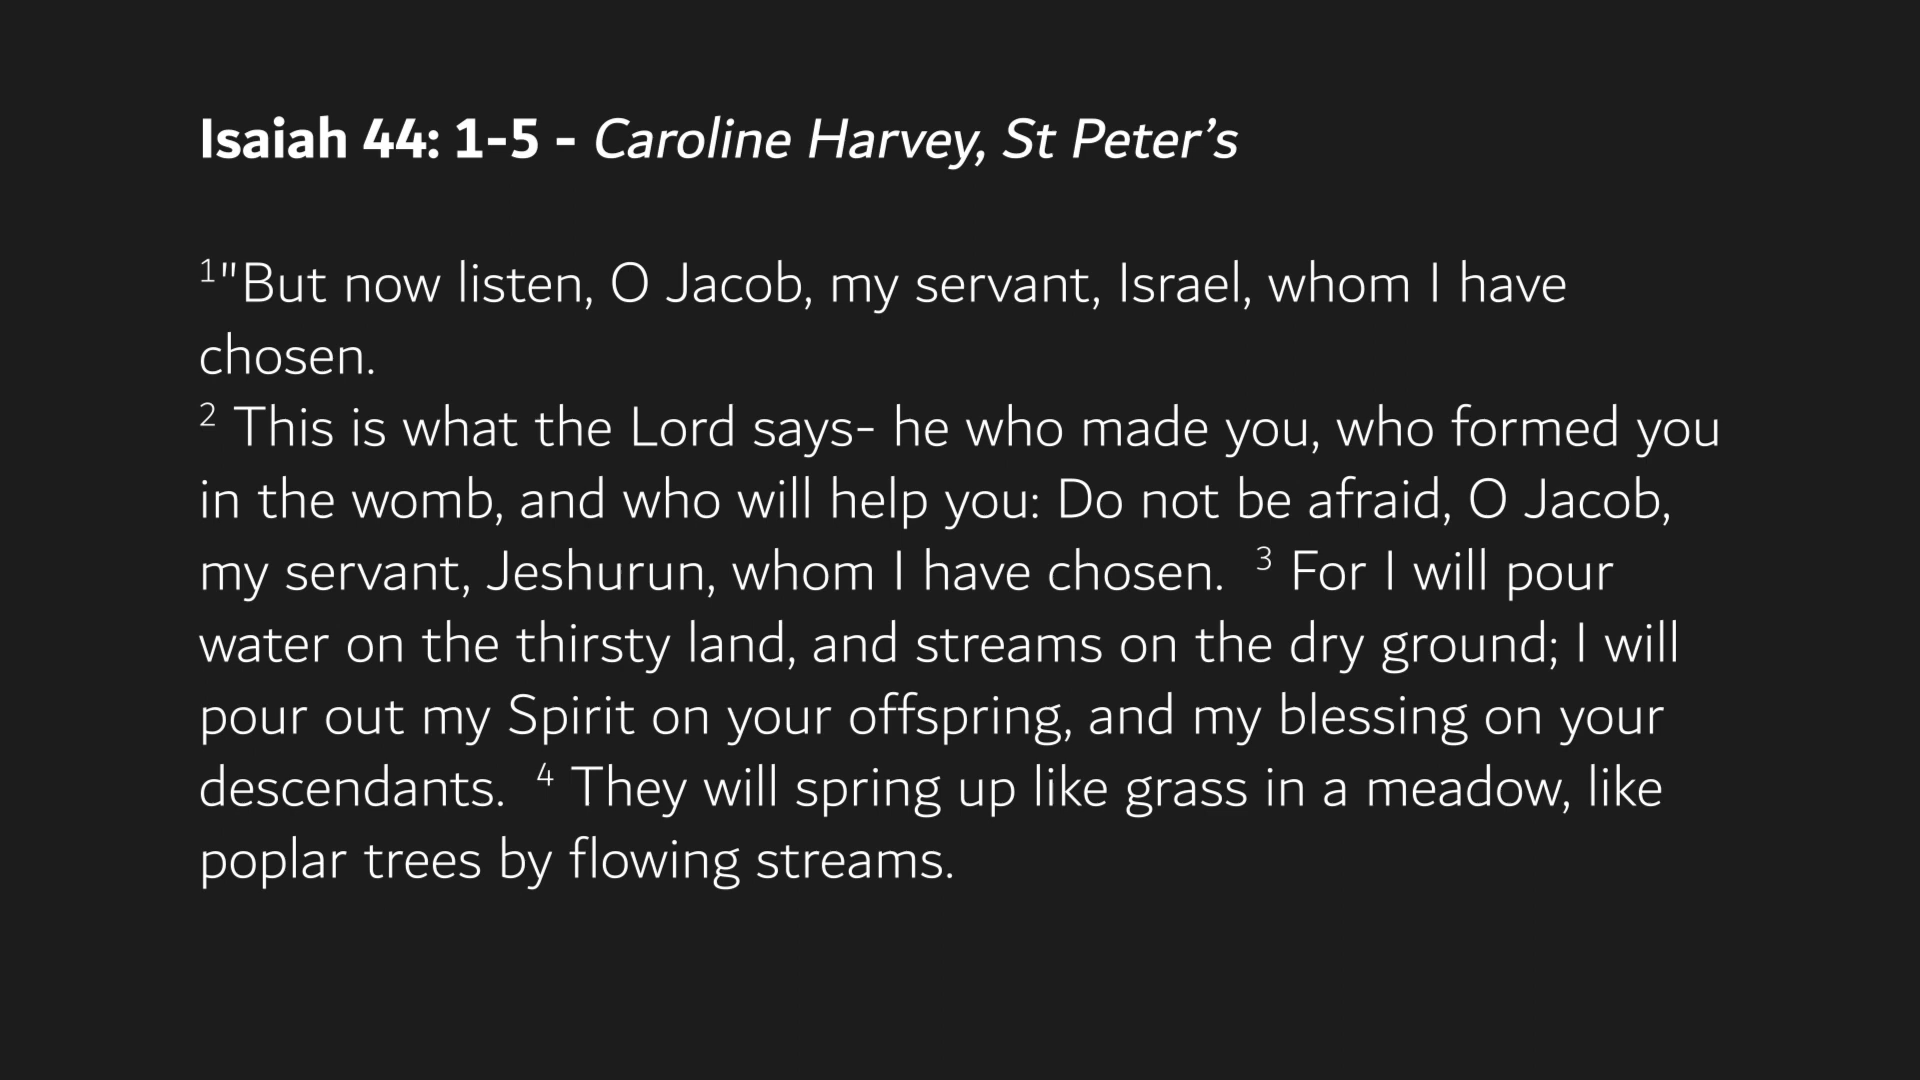 Isaiah 44: 1-5 - Caroline Harvey, St Peter’s
1"But now listen, O Jacob, my servant, Israel, whom I have
chosen.
2 This is what the Lord says- he who made you, who formed you
in the womb, and who will help you: Do not be afraid, O Jacob,
my servant, Jeshurun, whom I have chosen.  3 For I will pour
water on the thirsty land, and streams on the dry ground; I will
pour out my Spirit on your offspring, and my blessing on your
descendants.  4 They will spring up like grass in a meadow, like
poplar trees by flowing streams.